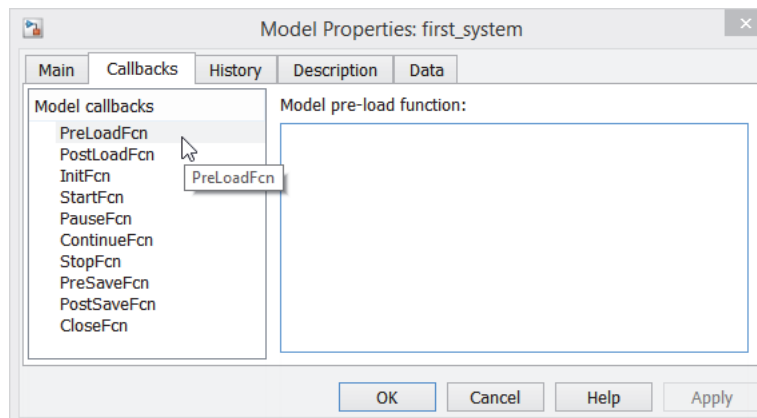 Model Properties: first_system
Main Callbacks History Description Data
Model callbacks
Model pre-load function:
PreLoadFcn
PostLoadFcn
InitFcn
PreLoadFcn
StartFcn
PauseFcn
ContinueFcn
StopFcn
PreSaveFcn
PostSaveFcn
CloseFcn
OK Cancel Help Apply